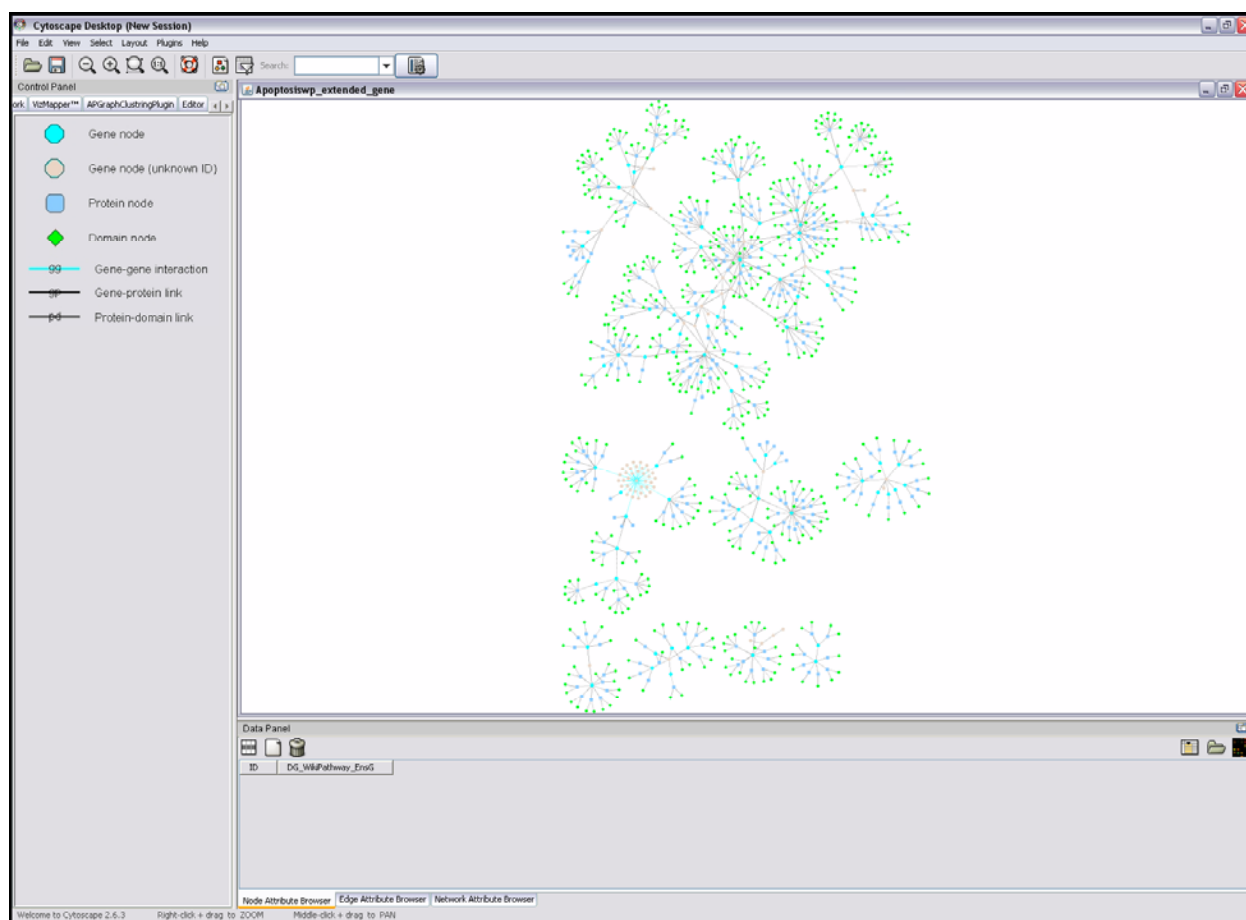 Cytoscape Desktop (New Session)
File Edit View Select Layout Plugins Help
Search:
Control Panel
ork VizMapper™ APGraphClustringPlugin Editor
Apoptosiswp_extended_gene
Gene node
Gene node (unknown ID)
Protein node
Domain node
gg Gene-gene interaction
gp Gene-protein link
pd Protein-domain link
Data Panel
ID DG_WikiPathway_EnsG
Node Attribute Browser Edge Attribute Browser Network Attribute Browser
Welcome to Cytoscape 2.6.3 Right-click + drag to ZOOM Middle-click + drag to PAN